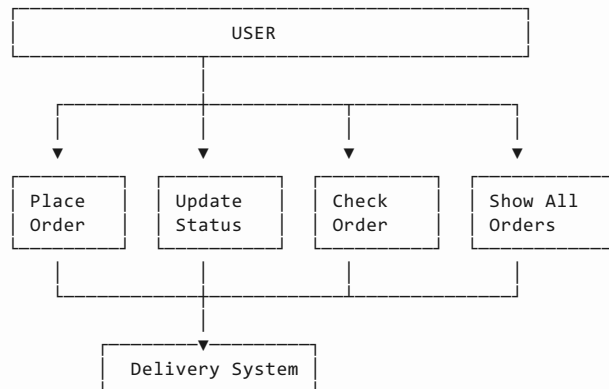 USER
Place Update Check Show All
Order Status Order Orders
Delivery System